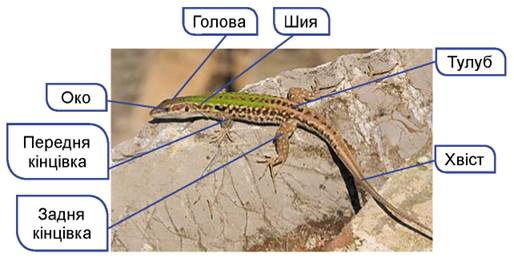 Голова
Шия
Тулуб
Око
Передня
кінцівка
Хвіст
Задня
кінцівка